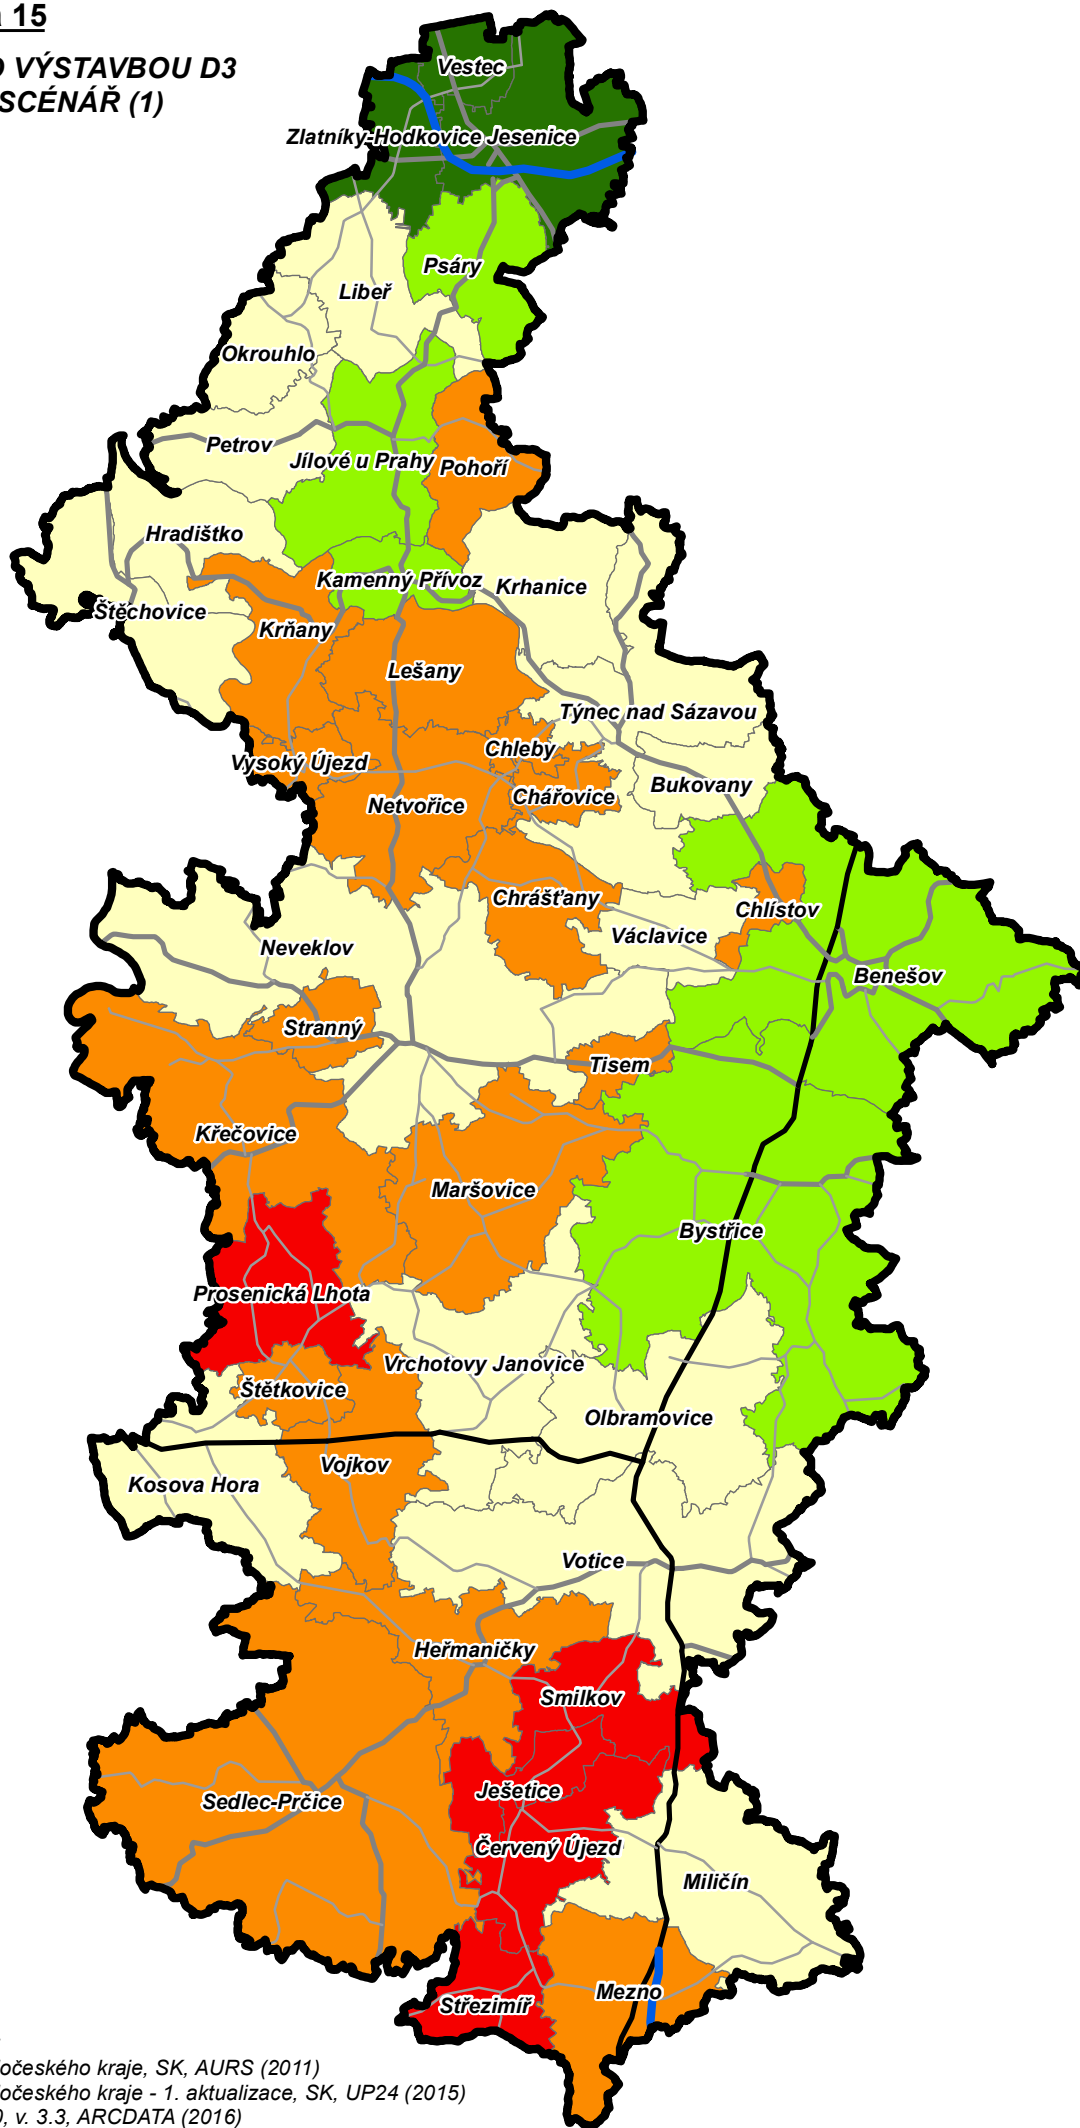 15
VÝSTAVBOU D3
SCÉNÁŘ (1)
Vestec
Zlatníky-Hodkovice Jesenice
Psáry
Libeř
Okrouhlo
Petrov
Jílové u Prahy
Pohoří
Hradištko
Kamenný Přívoz
Krhanice
Štěchovice
Krňany
Lešany
Týnec nad Sázavou
Chleby
Vysoký Újezd
Bukovany
Netvořice
Chářovice
Chrášťany
Chlístov
Václavice
Neveklov
Benešov
Stranný
Tisem
Křečovice
Maršovice
Bystřice
Prosenická Lhota
Vrchotovy Janovice
Štětkovice
Olbramovice
Vojkov
Kosova Hora
Votice
Heřmaničky
Smilkov
Ješetice
Sedlec-Prčice
Červený Újezd
Miličín
Mezno
Střezimíř
očeského kraje, SK, AURS (2011)
očeského kraje - 1. aktualizace, SK, UP24 (2015)
, v. 3.3, ARCDATA (2016)